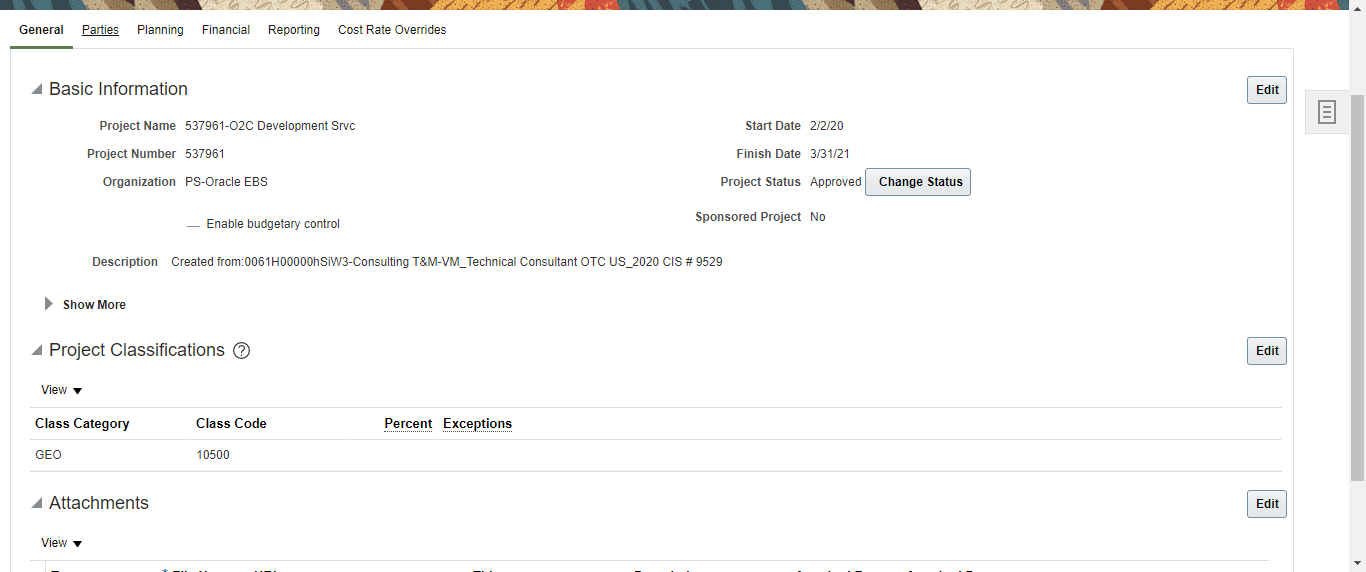 General Parties Planning Financial Reporting Cost Rate Overrides
Basic Information Edit
Project Name 537961-O2C Development Srvc Start Date 2/2/20
Project Number 537961 Finish Date 3/31/21
Organization PS-Oracle EBS Project Status Approved Change Status
Enable budgetary control Sponsored Project No
Description Created from:0061H00000hSiW3-Consulting T&M-VM_Technical Consultant OTC US_2020 CIS # 9529
Show More
Project Classifications ? Edit
View
Class Category Class Code Percent Exceptions
GEO 10500
Attachments Edit
View